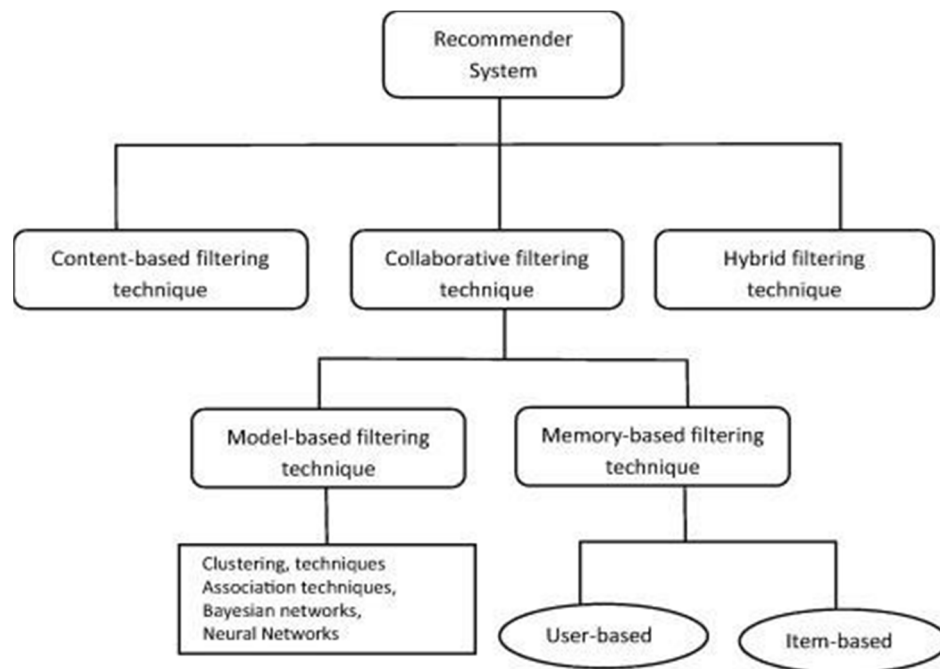 Recommender
System
Content-based filtering
technique
Collaborative filtering
technique
Hybrid filtering
technique
Model-based filtering
technique
Memory-based filtering
technique
Clustering, techniques
Association techniques,
Bayesian networks,
Neural Networks
User-based
Item-based